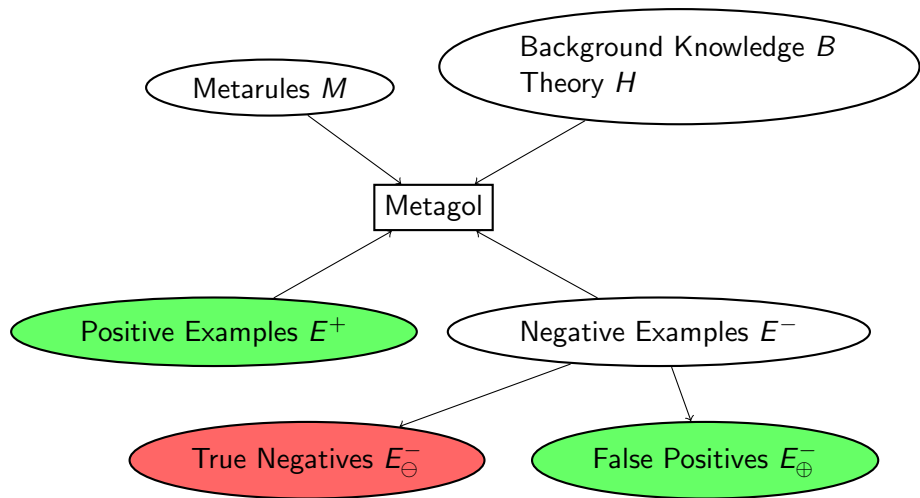 Background Knowledge B
Theory H
Metarules M
Metagol
Positive Examples E⁺
Negative Examples E⁻
True Negatives E⊖⁻
False Positives E⊕⁻